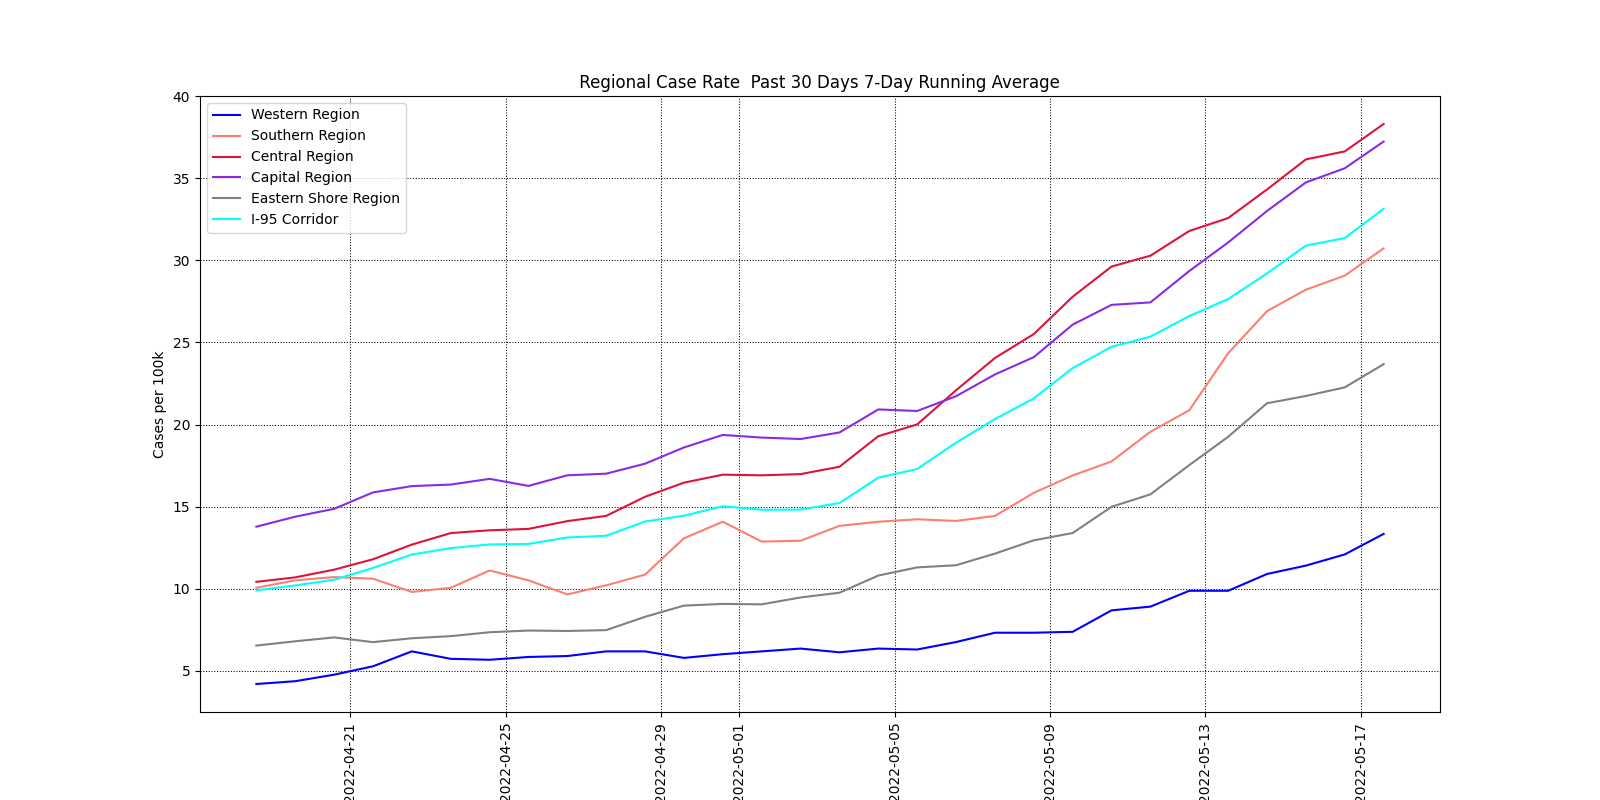 Regional Case Rate  Past 30 Days 7-Day Running Average
40
35
30
25
20
15
10
5
Cases per 100k
Western Region
Southern Region
Central Region
Capital Region
Eastern Shore Region
I-95 Corridor
2022-04-21
2022-04-25
2022-04-29
2022-05-01
2022-05-05
2022-05-09
2022-05-13
2022-05-17